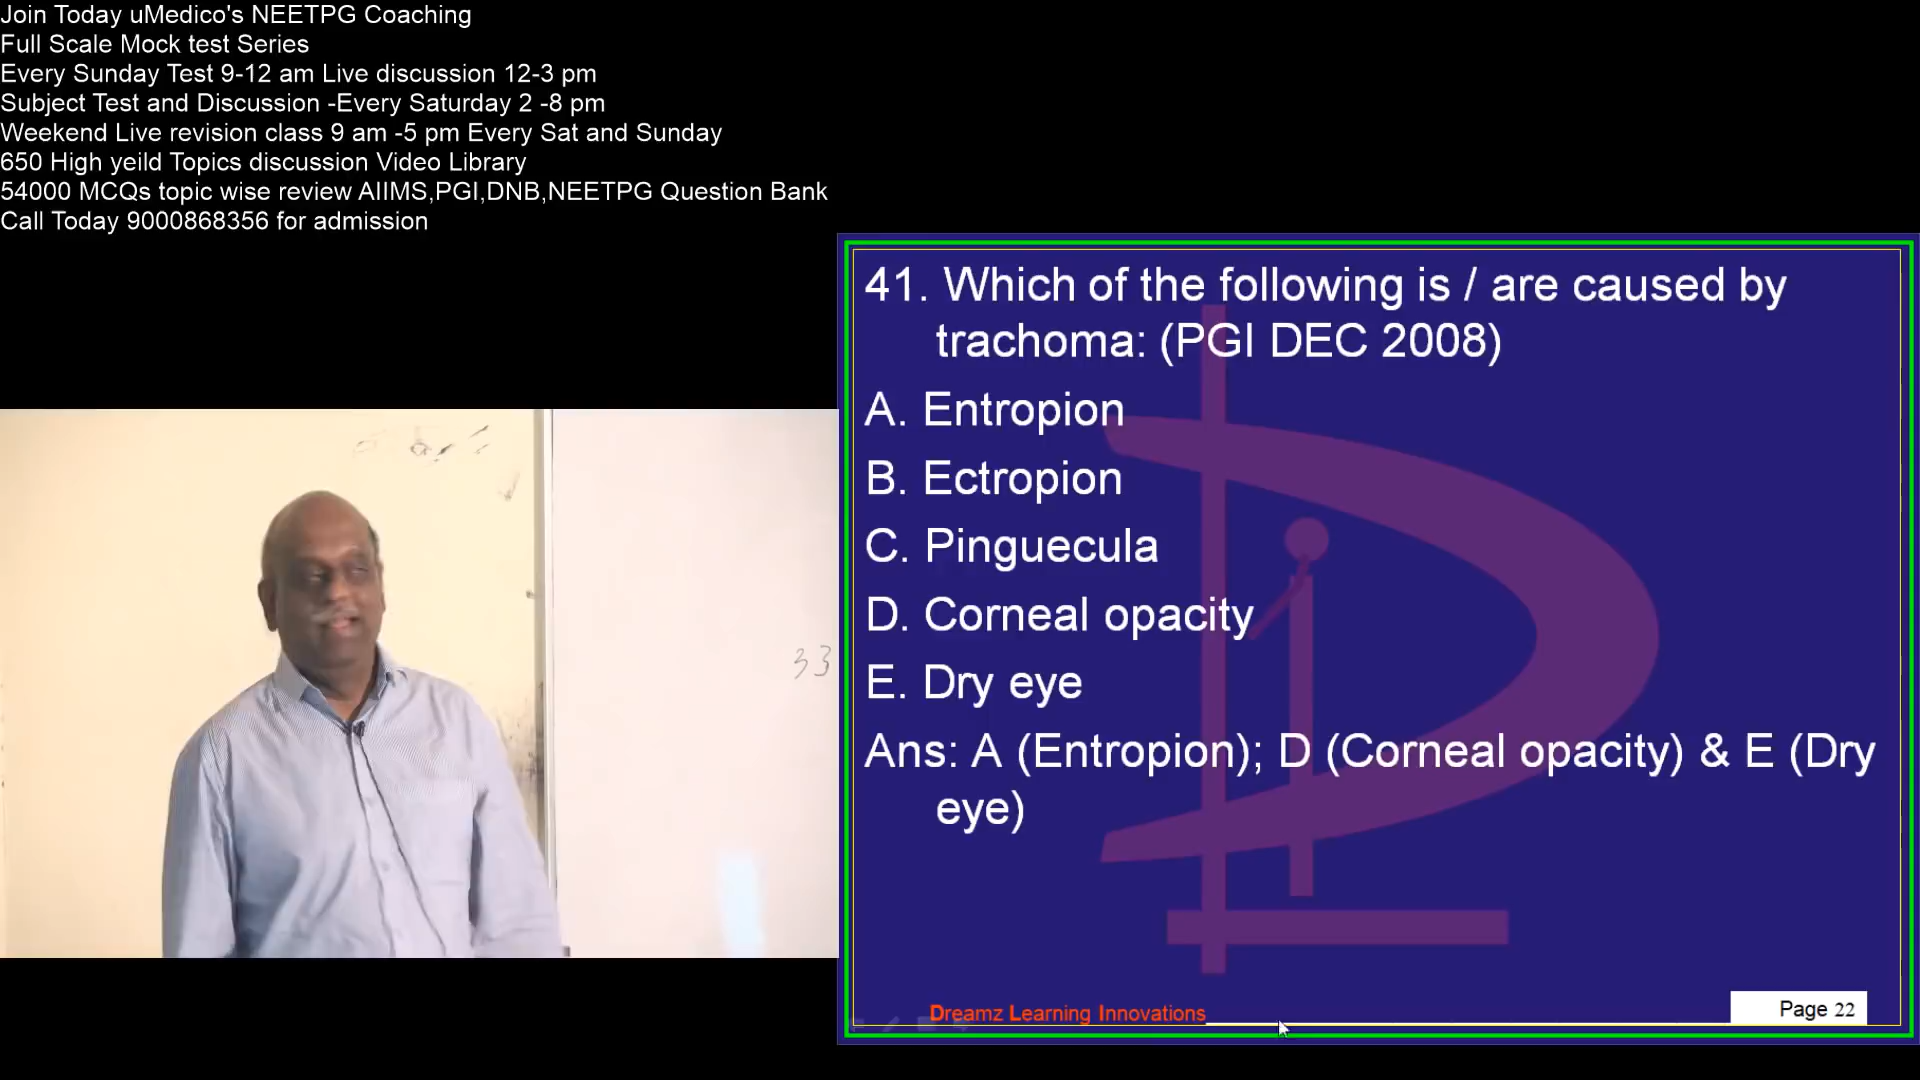 Join Today uMedico's NEETPG Coaching
Full Scale Mock test Series
Every Sunday Test 9-12 am Live discussion 12-3 pm
Subject Test and Discussion -Every Saturday 2 -8 pm
Weekend Live revision class 9 am -5 pm Every Sat and Sunday
650 High yeild Topics discussion Video Library
54000 MCQs topic wise review AIIMS,PGI,DNB,NEETPG Question Bank
Call Today 9000868356 for admission
41. Which of the following is / are caused by
trachoma: (PGI DEC 2008)
A. Entropion
B. Ectropion
C. Pinguecula
D. Corneal opacity
E. Dry eye
Ans: A (Entropion); D (Corneal opacity) & E (Dry
eye)
33
Dreamz Learning Innovations
Page 22